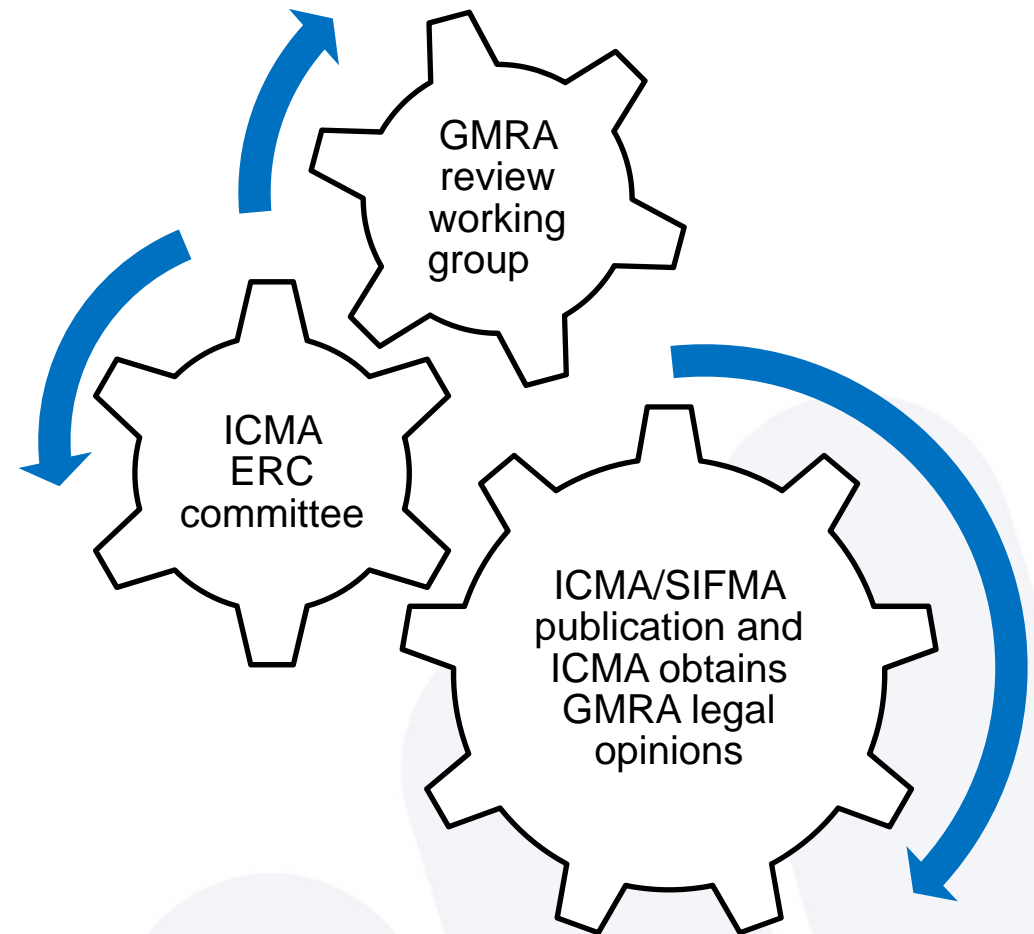 GMRA
review
working
group
ICMA
ERC
committee
ICMA/SIFMA
publication and
ICMA obtains
GMRA legal
opinions